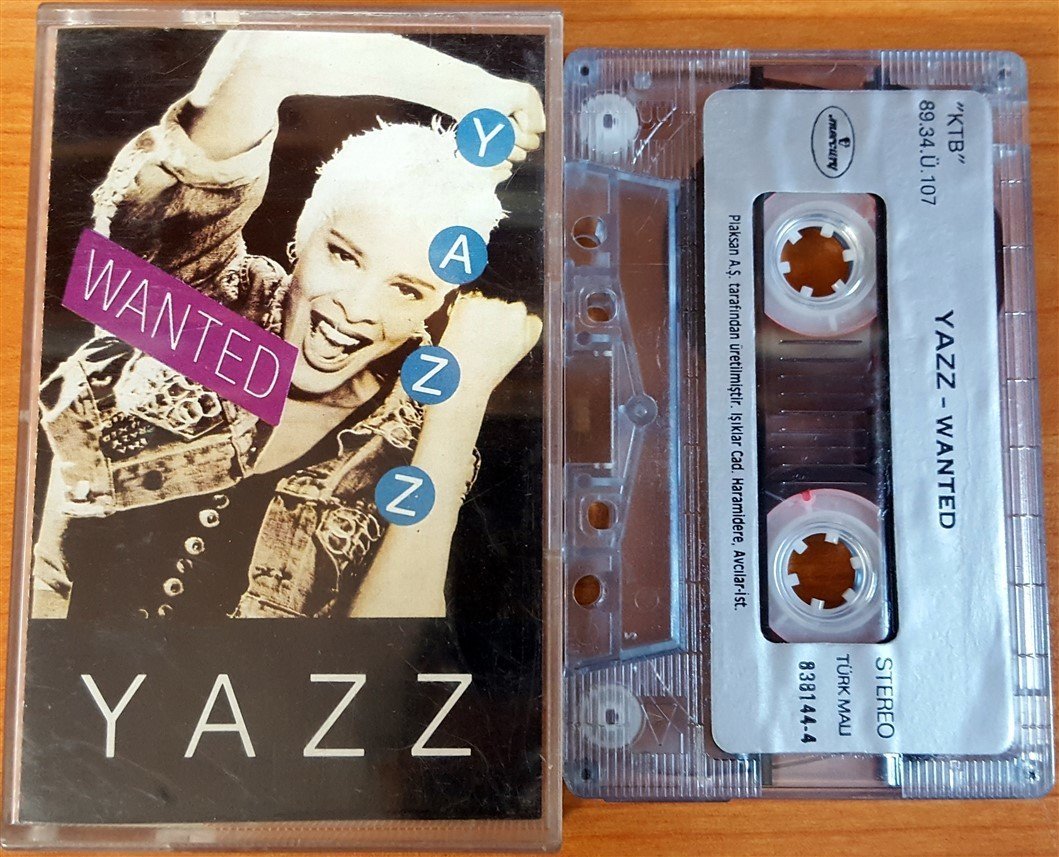 Y
A
Z
Z
WANTED
YAZZ
mercury
"KTB"
89.34.Ü.107
YAZZ – WANTED
Plaksan A.Ş. tarafından üretilmiştir. Işıklar Cad. Haramidere, Avcılar-İst.
STEREO
TÜRK MALI
838144-4